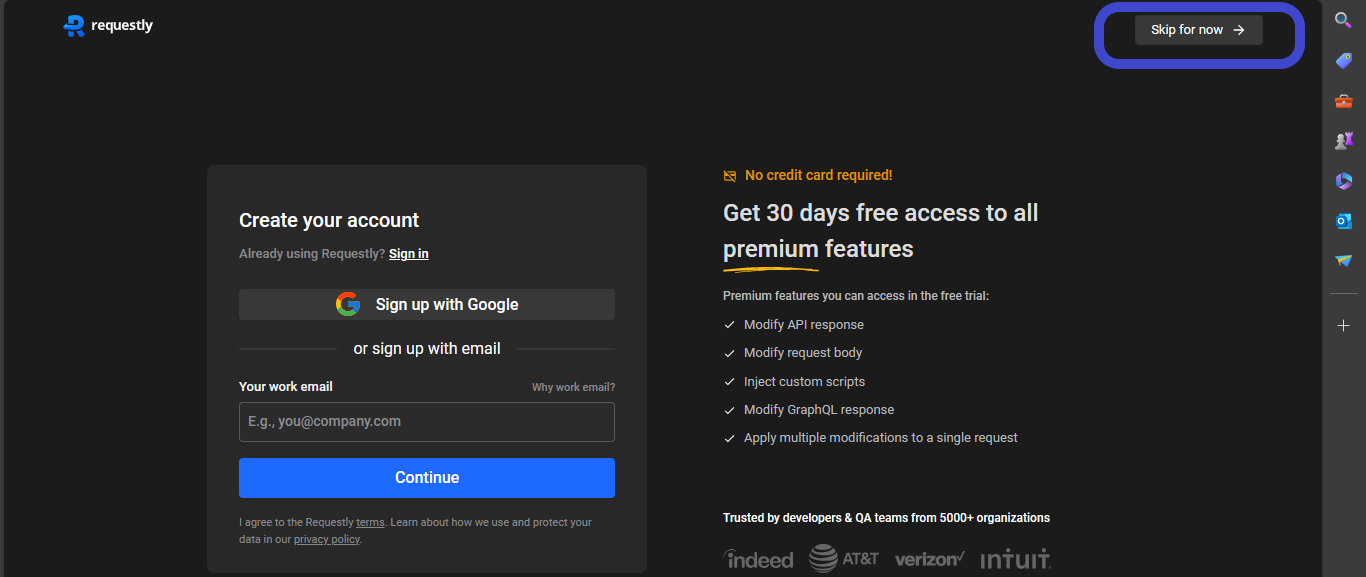 requestly
Skip for now
Create your account
Already using Requestly? Sign in
Sign up with Google
or sign up with email
Your work email
Why work email?
E.g., you@company.com
Continue
I agree to the Requestly terms. Learn about how we use and protect your
data in our privacy policy.
No credit card required!
Get 30 days free access to all
premium features
Premium features you can access in the free trial:
Modify API response
Modify request body
Inject custom scripts
Modify GraphQL response
Apply multiple modifications to a single request
Trusted by developers & QA teams from 5000+ organizations
indeed AT&T verizon intuit